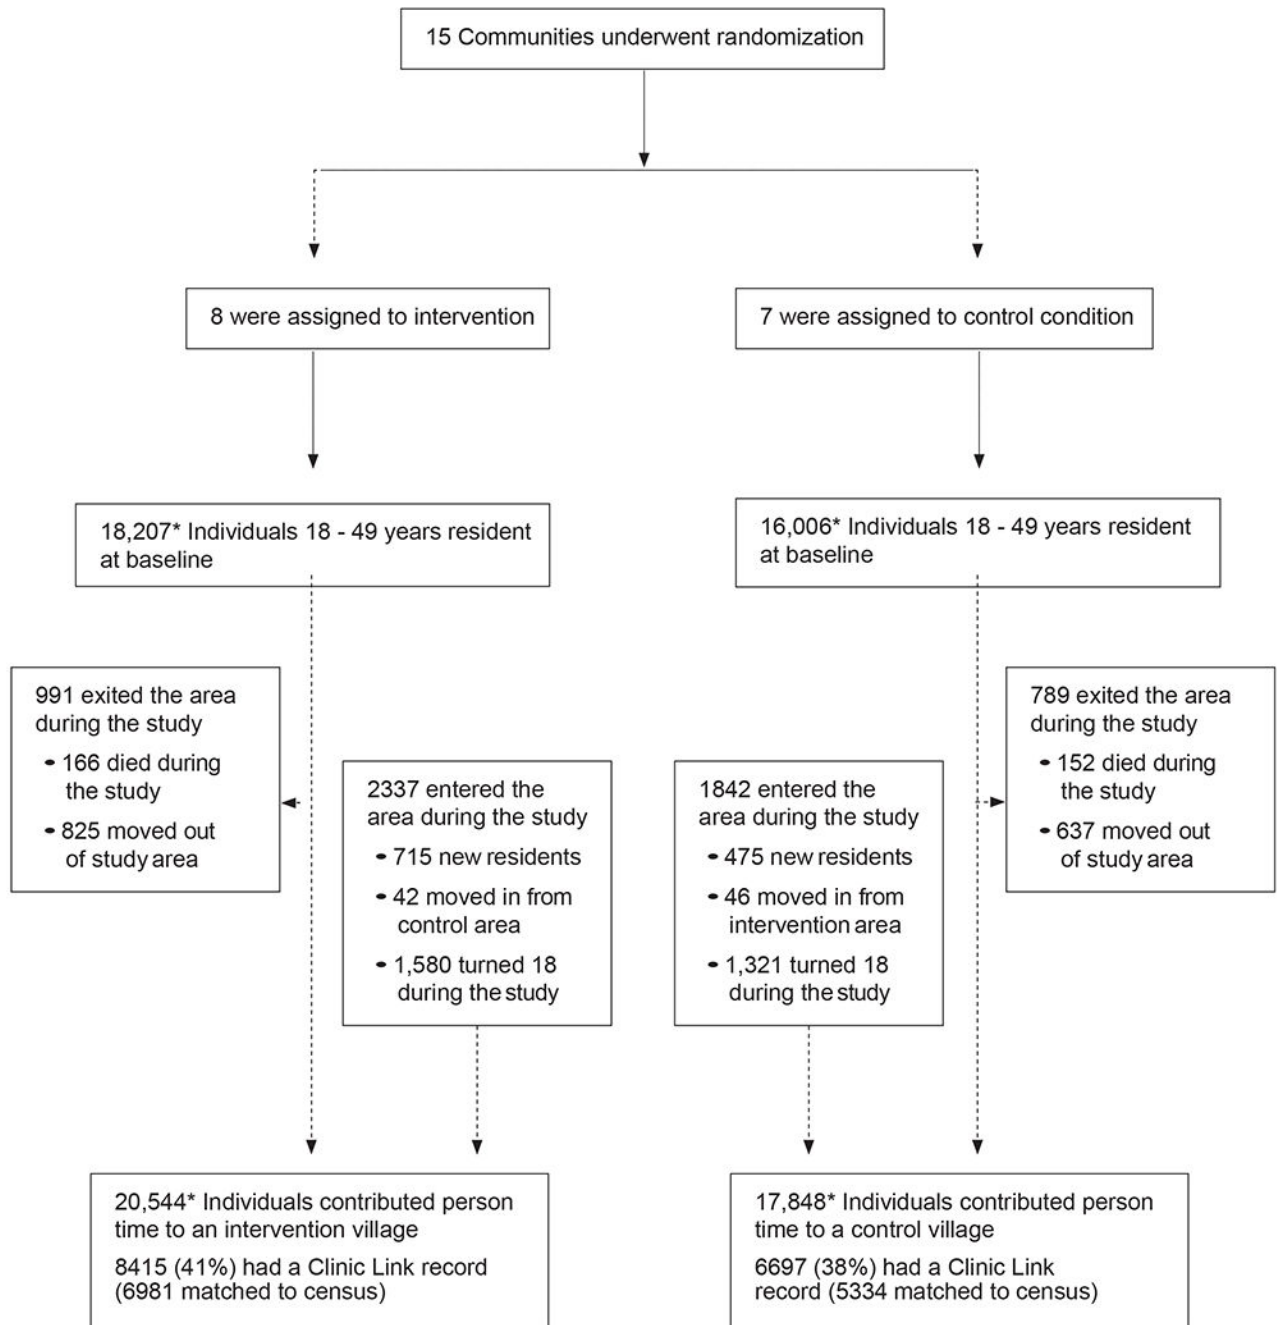 15 Communities underwent randomization
8 were assigned to intervention
7 were assigned to control condition
18,207* Individuals 18 - 49 years resident
at baseline
16,006* Individuals 18 - 49 years resident
at baseline
991 exited the area
during the study
• 166 died during
the study
• 825 moved out
of study area
2337 entered the
area during the study
• 715 new residents
• 42 moved in from
control area
• 1,580 turned 18
during the study
1842 entered the
area during the study
• 475 new residents
• 46 moved in from
intervention area
• 1,321 turned 18
during the study
789 exited the area
during the study
• 152 died during
the study
• 637 moved out
of study area
20,544* Individuals contributed person
time to an intervention village
8415 (41%) had a Clinic Link record
(6981 matched to census)
17,848* Individuals contributed person
time to a control village
6697 (38%) had a Clinic Link
record (5334 matched to census)